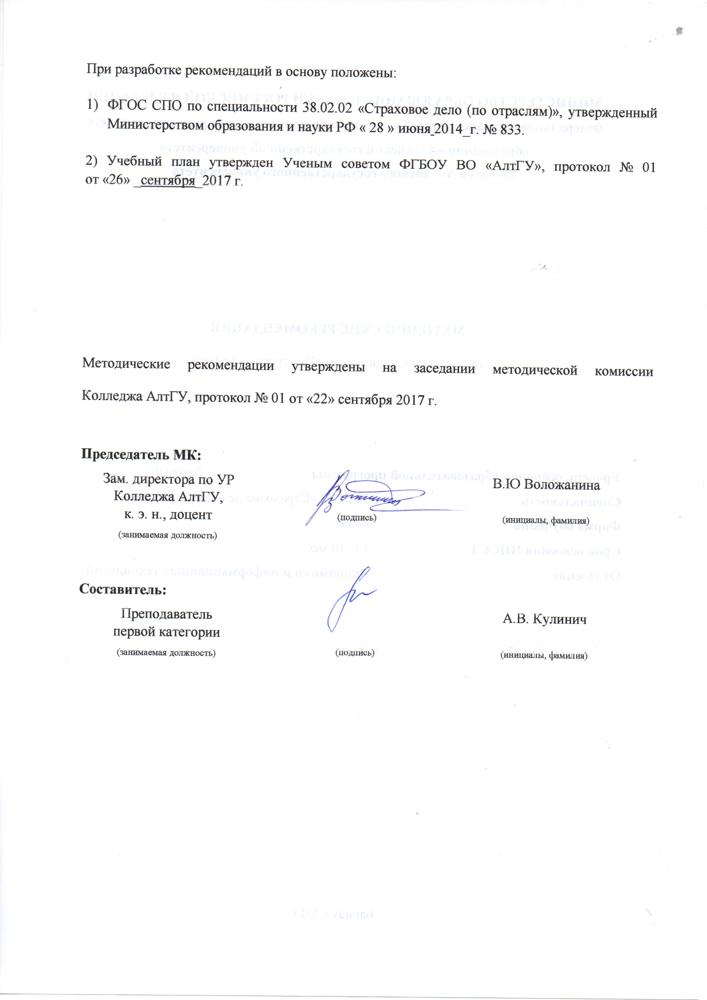 При разработке рекомендаций в основу положены:
1) ФГОС СПО по специальности 38.02.02 «Страховое дело (по отраслям)», утвержденный
Министерством образования и науки РФ « 28 » июня_2014_г. № 833.
2) Учебный план утвержден Ученым советом ФГБОУ ВО «АлтГУ», протокол № 01
от «26» _сентября_2017 г.
Методические рекомендации утверждены на заседании методической комиссии
Колледжа АлтГУ, протокол № 01 от «22» сентября 2017 г.
Председатель МК:
Зам. директора по УР
Колледжа АлтГУ,
к. э. н., доцент
(занимаемая должность)
(подпись)
В.Ю Воложанина
(инициалы, фамилия)
Составитель:
Преподаватель
первой категории
(занимаемая должность)
(подпись)
А.В. Кулинич
(инициалы, фамилия)